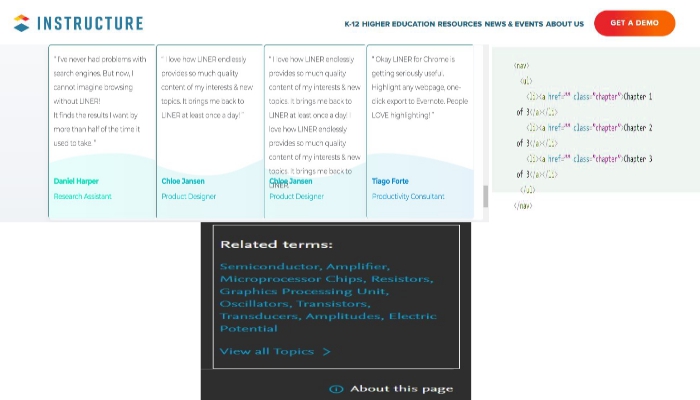 INSTRUCTURE
K-12 HIGHER EDUCATION RESOURCES NEWS & EVENTS ABOUT US
GET A DEMO
" I've never had problems with
search engines. But now, I
cannot imagine browsing
without LINER!
It finds the results I want by
more than half of the time it
used to take. "
Daniel Harper
Research Assistant
" I love how LINER endlessly
provides so much quality
content of my interests & new
topics. It brings me back to
LINER at least once a day! "
Chloe Jansen
Product Designer
" I love how LINER endlessly
provides so much quality
content of my interests & new
topics. It brings me back to
LINER at least once a day! I
love how LINER endlessly
provides so much quality
content of my interests & new
topics. It brings me back to
LINER
Chloe Jansen
Product Designer
" Okay LINER for Chrome is
getting seriously useful.
Highlight any webpage, one-
click export to Evernote. People
LOVE highlighting! "
Tiago Forte
Productivity Consultant
<nav>
<ul>
<li><a href="" class="chapter">Chapter 1
of 3</a></li>
<li><a href="" class="chapter">Chapter 2
of 3</a></li>
<li><a href="" class="chapter">Chapter 3
of 3</a></li>
</ul>
</nav>
Related terms:
Semiconductor, Amplifier,
Microprocessor Chips, Resistors,
Graphics Processing Unit,
Oscillators, Transistors,
Transducers, Amplitudes, Electric
Potential
View all Topics >
About this page